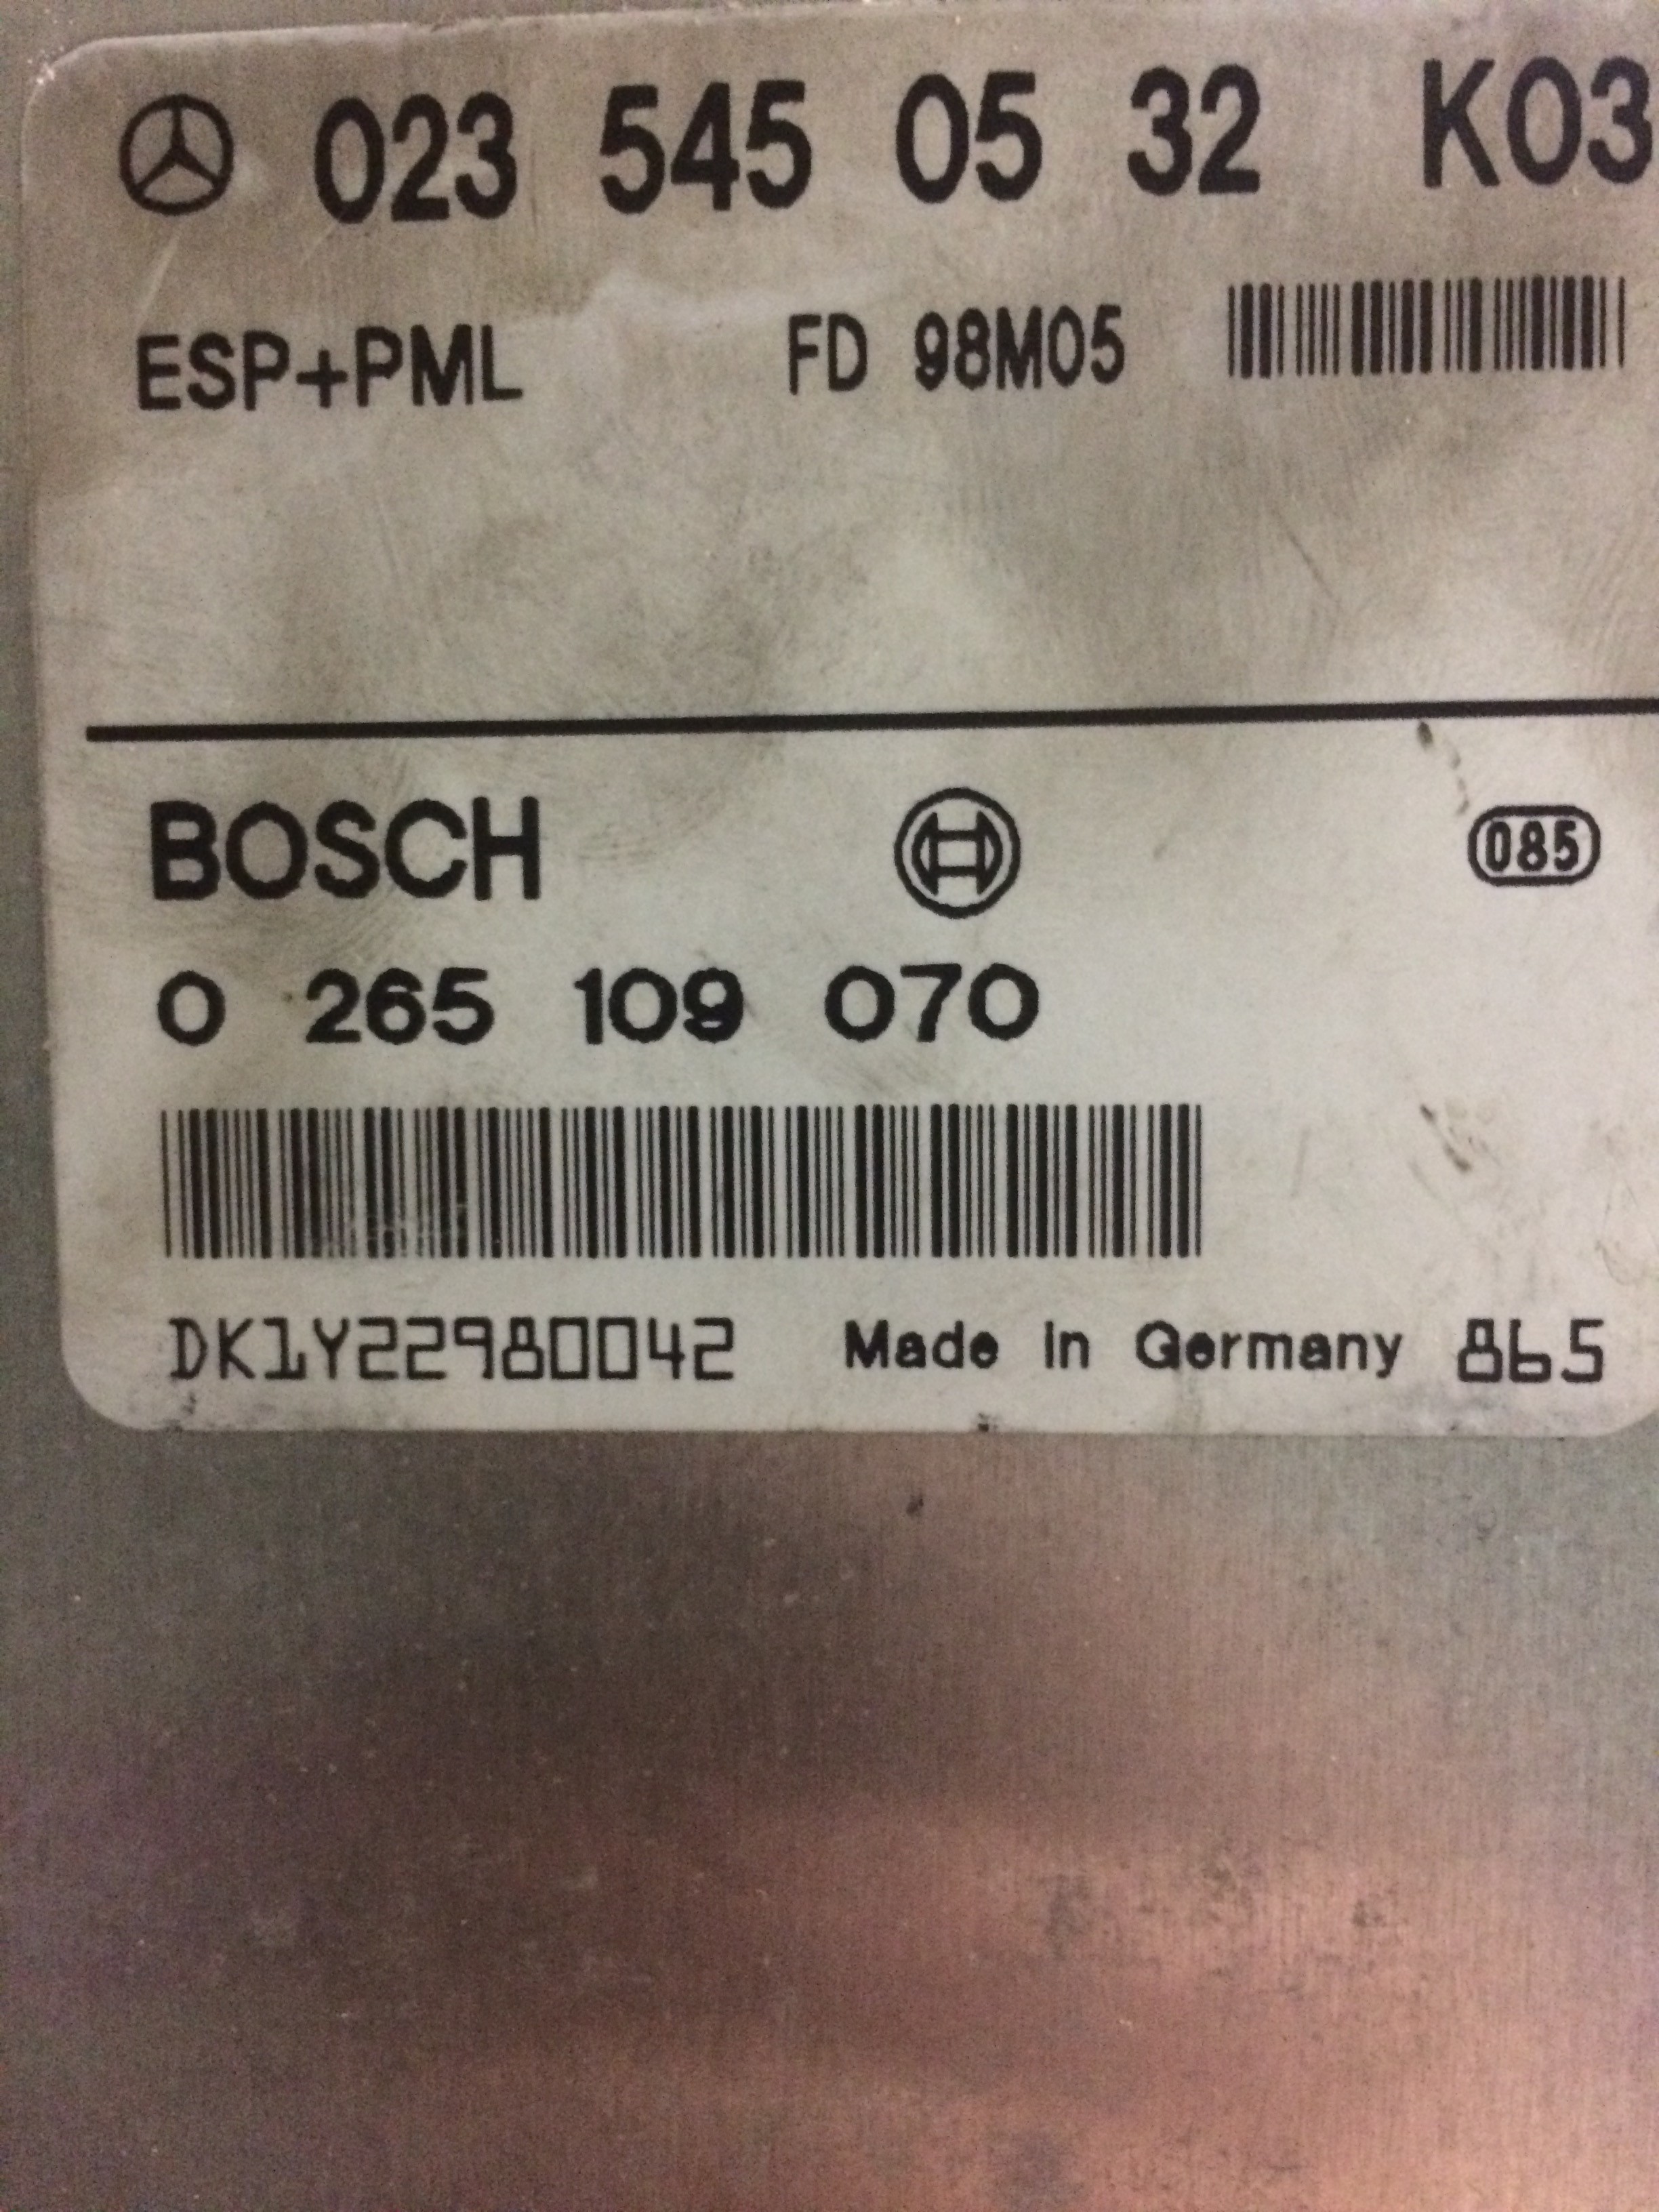 023 545 05 32 K03
ESP+PML FD 98M05
BOSCH 085
0 265 109 070
DK1Y22980042 Made in Germany 865